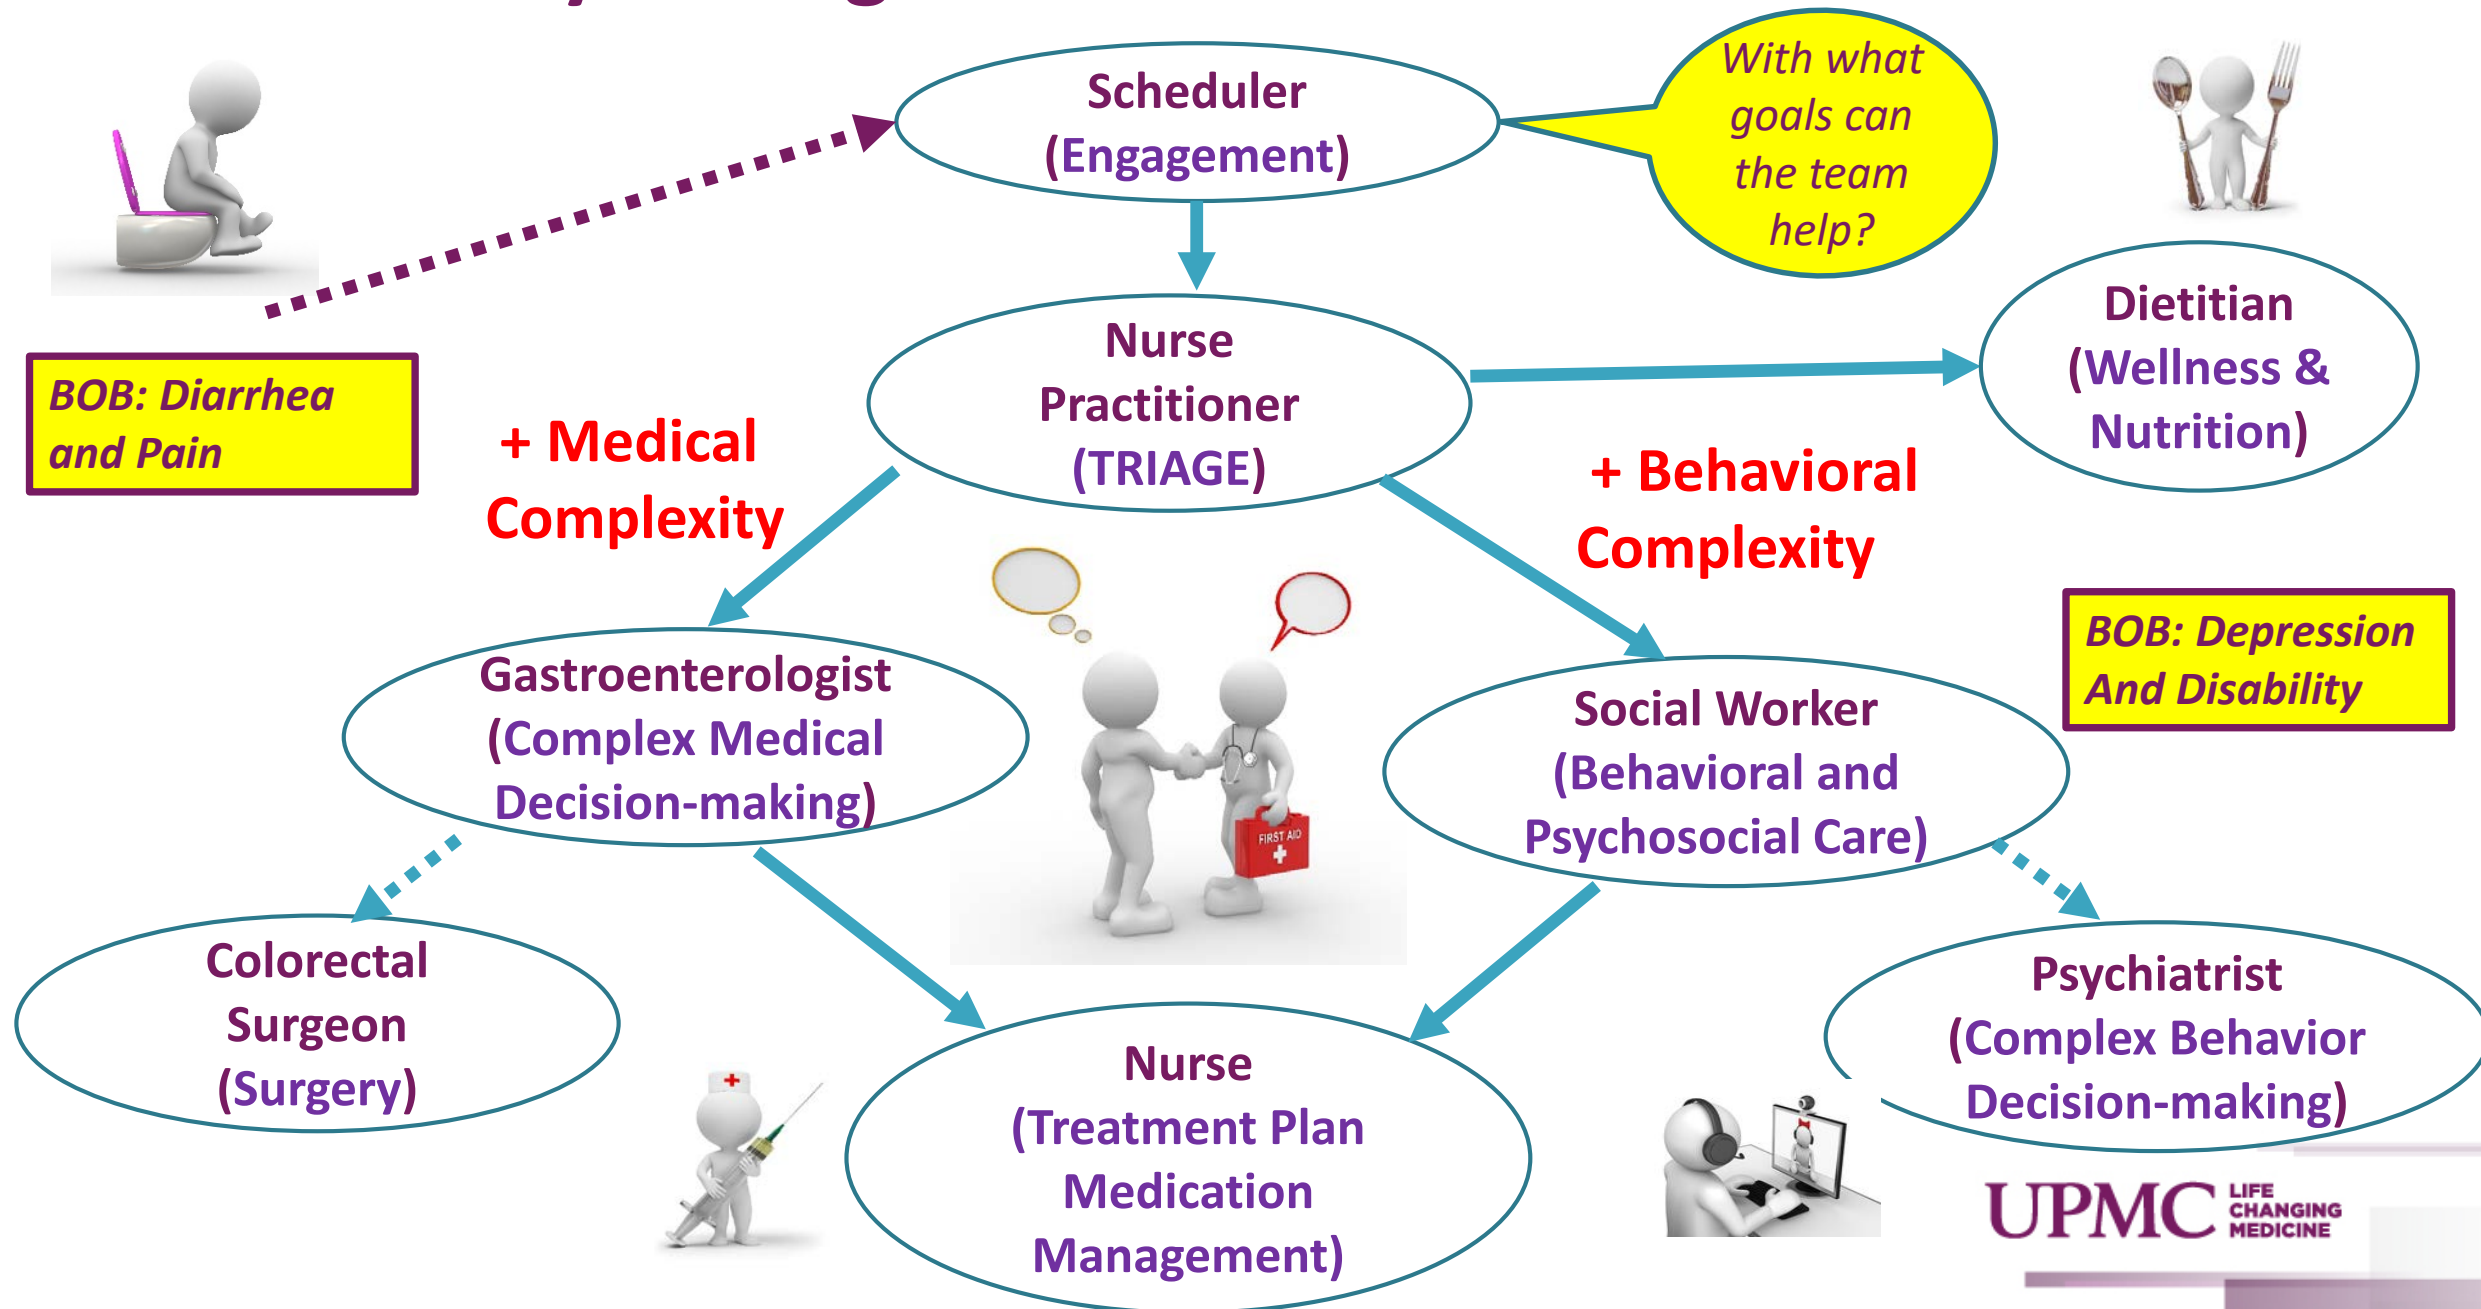 Scheduler
(Engagement)
With what
goals can
the team
help?
Nurse
Practitioner
(TRIAGE)
Dietitian
(Wellness &
Nutrition)
BOB: Diarrhea
and Pain
+ Medical
Complexity
+ Behavioral
Complexity
BOB: Depression
And Disability
Gastroenterologist
(Complex Medical
Decision-making)
Social Worker
(Behavioral and
Psychosocial Care)
FIRST AID
Colorectal
Surgeon
(Surgery)
Nurse
(Treatment Plan
Medication
Management)
Psychiatrist
(Complex Behavior
Decision-making)
UPMC LIFE
CHANGING
MEDICINE